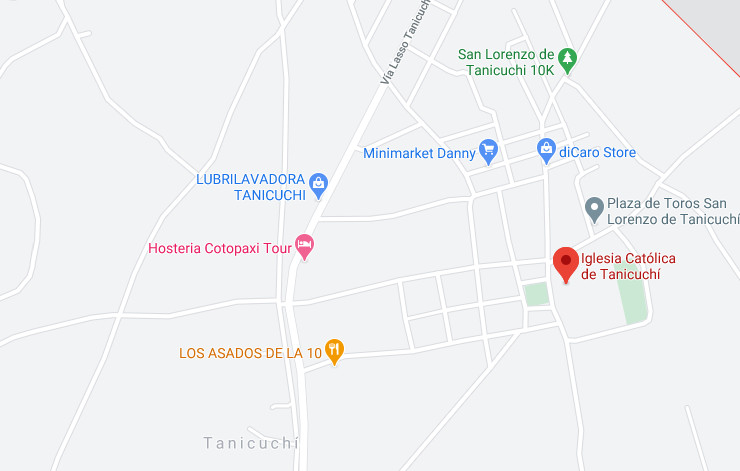 Vía Lasso Tanicuchí
San Lorenzo de
Tanicuchi 10K
Minimarket Danny
diCaro Store
LUBRILAVADORA
TANICUCHI
Plaza de Toros San
Lorenzo de Tanicuchí
Hosteria Cotopaxi Tour
Iglesia Católica
de Tanicuchí
LOS ASADOS DE LA 10
Tanicuchi